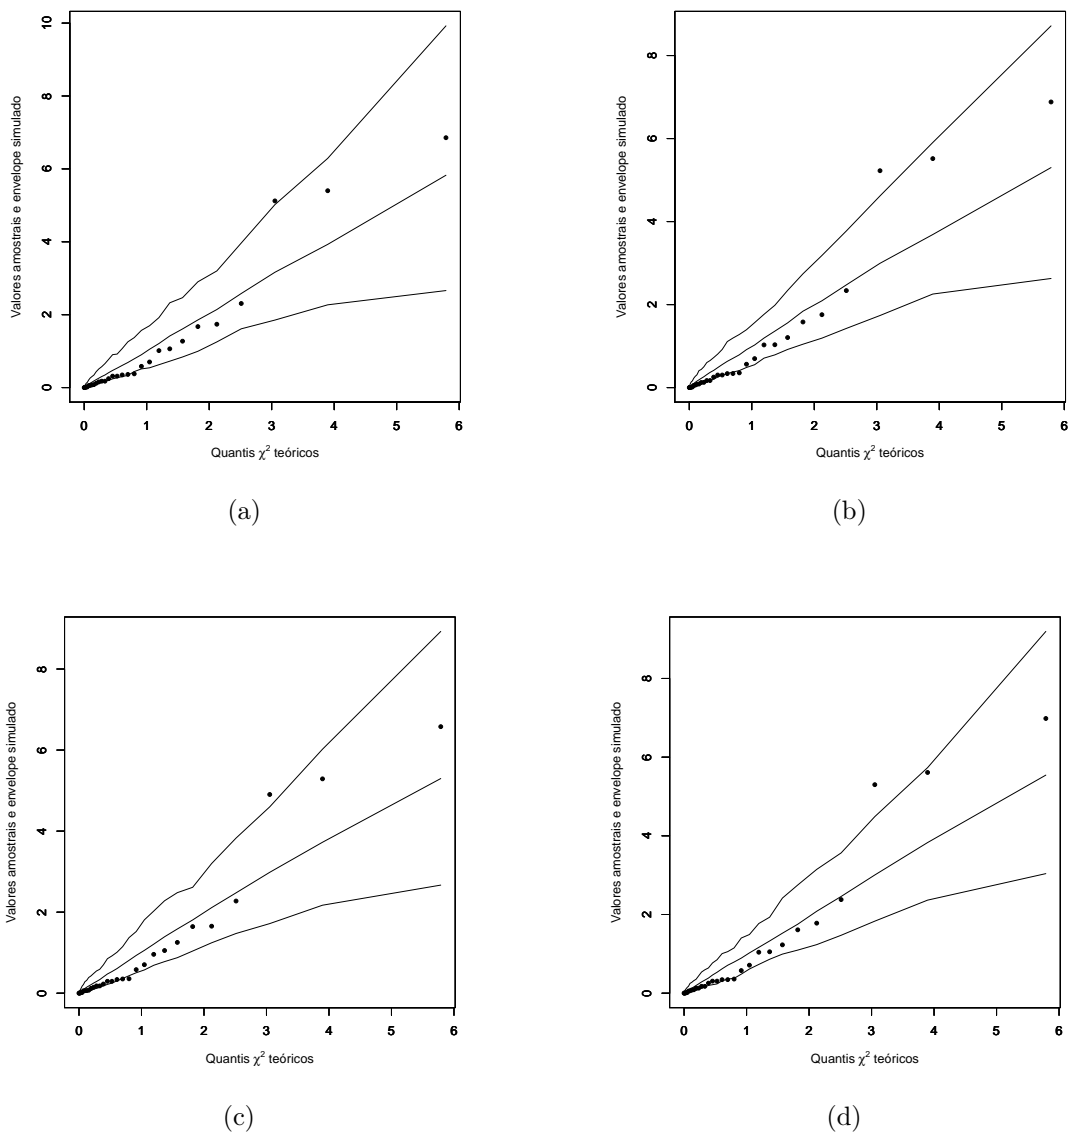 Valores amostrais e envelope simulado
10
8
6
4
2
0
0 1 2 3 4 5 6
Quantis χ² teóricos
(a)
Valores amostrais e envelope simulado
8
6
4
2
0
0 1 2 3 4 5 6
Quantis χ² teóricos
(b)
Valores amostrais e envelope simulado
8
6
4
2
0
0 1 2 3 4 5 6
Quantis χ² teóricos
(c)
Valores amostrais e envelope simulado
8
6
4
2
0
0 1 2 3 4 5 6
Quantis χ² teóricos
(d)